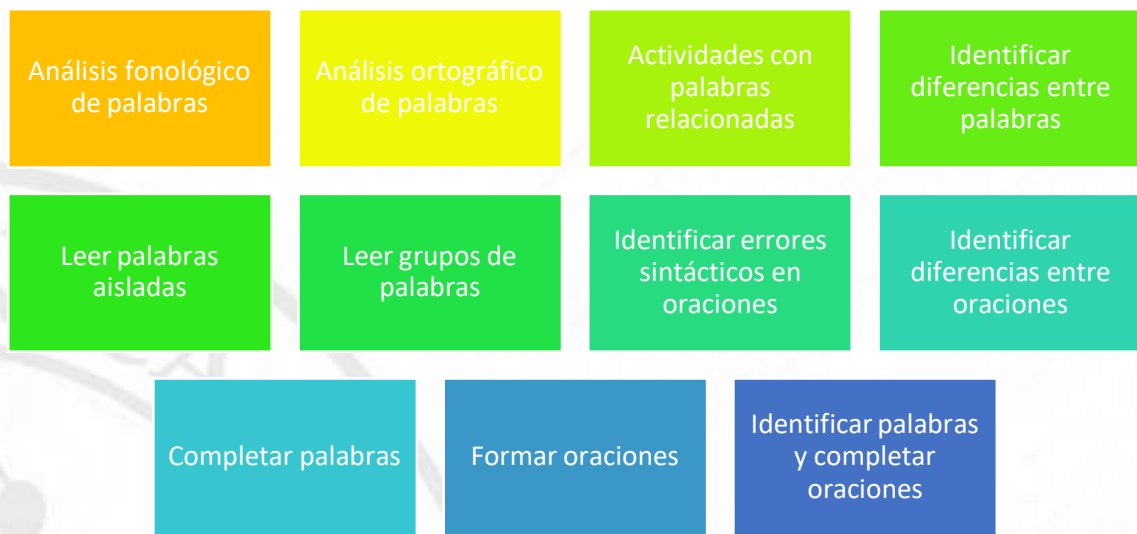 Análisis fonológico
de palabras
Análisis ortográfico
de palabras
Actividades con
palabras
relacionadas
Identificar
diferencias entre
palabras
Leer palabras
aisladas
Leer grupos de
palabras
Identificar errores
sintácticos en
oraciones
Identificar
diferencias entre
oraciones
Completar palabras
Formar oraciones
Identificar palabras
y completar
oraciones